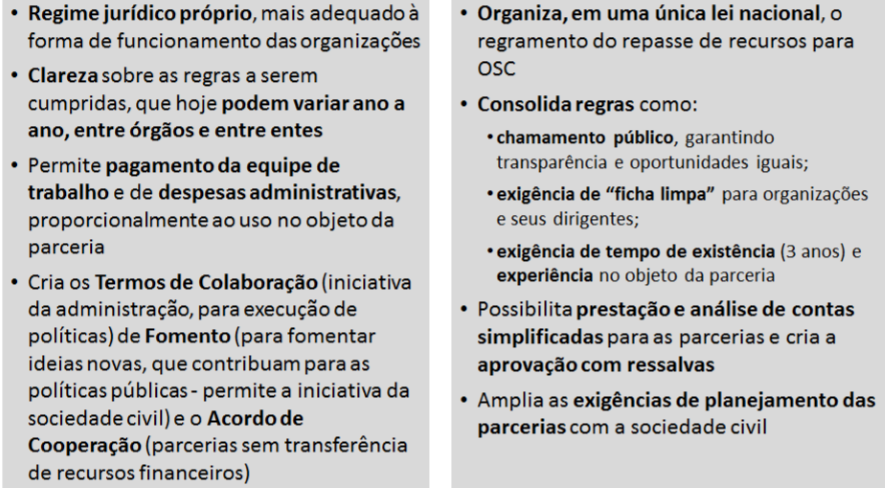 • Regime jurídico próprio, mais adequado à
forma de funcionamento das organizações
• Clareza sobre as regras a serem
cumpridas, que hoje podem variar ano a
ano, entre órgãos e entre entes
• Permite pagamento da equipe de
trabalho e de despesas administrativas,
proporcionalmente ao uso no objeto da
parceria
• Cria os Termos de Colaboração (iniciativa
da administração, para execução de
políticas) de Fomento (para fomentar
ideias novas, que contribuam para as
políticas públicas - permite a iniciativa da
sociedade civil) e o Acordo de
Cooperação (parcerias sem transferência
de recursos financeiros)
• Organiza, em uma única lei nacional, o
regramento do repasse de recursos para
OSC
• Consolida regras como:
• chamamento público, garantindo
transparência e oportunidades iguais;
• exigência de “ficha limpa” para organizações
e seus dirigentes;
• exigência de tempo de existência (3 anos) e
experiência no objeto da parceria
• Possibilita prestação e análise de contas
simplificadas para as parcerias e cria a
aprovação com ressalvas
• Amplia as exigências de planejamento das
parcerias com a sociedade civil